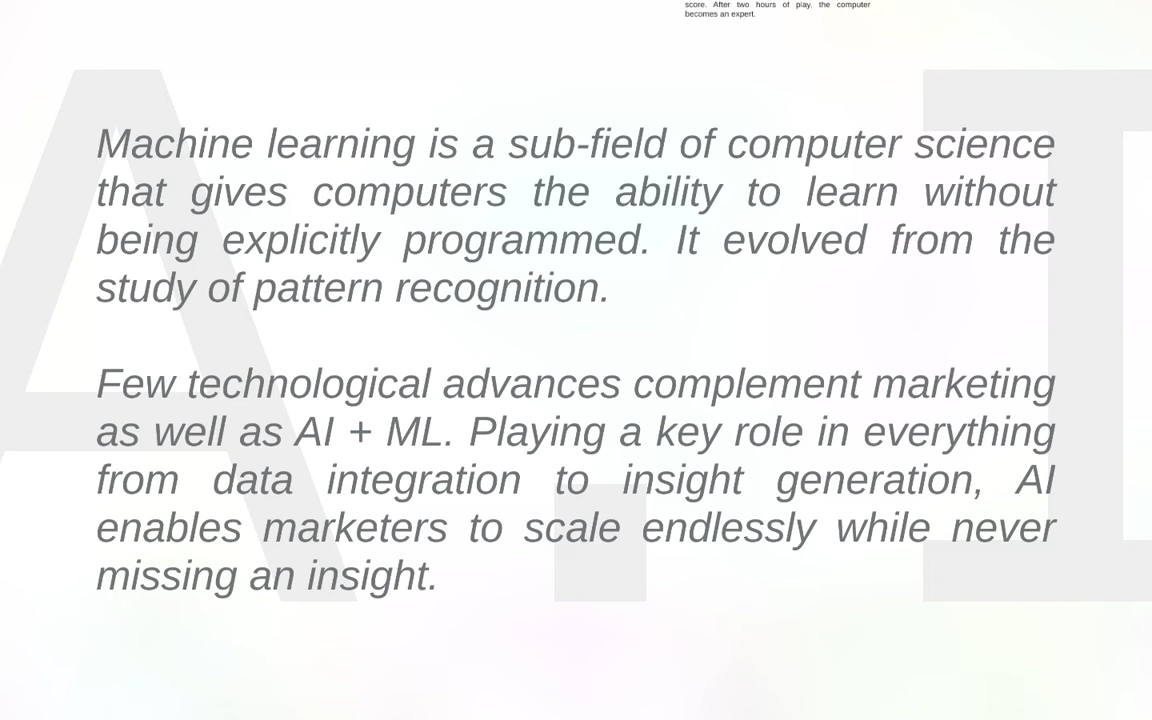 score. After two hours of play, the computer
becomes an expert.
A.I
Machine learning is a sub-field of computer science
that gives computers the ability to learn without
being explicitly programmed. It evolved from the
study of pattern recognition.
Few technological advances complement marketing
as well as AI + ML. Playing a key role in everything
from data integration to insight generation, AI
enables marketers to scale endlessly while never
missing an insight.